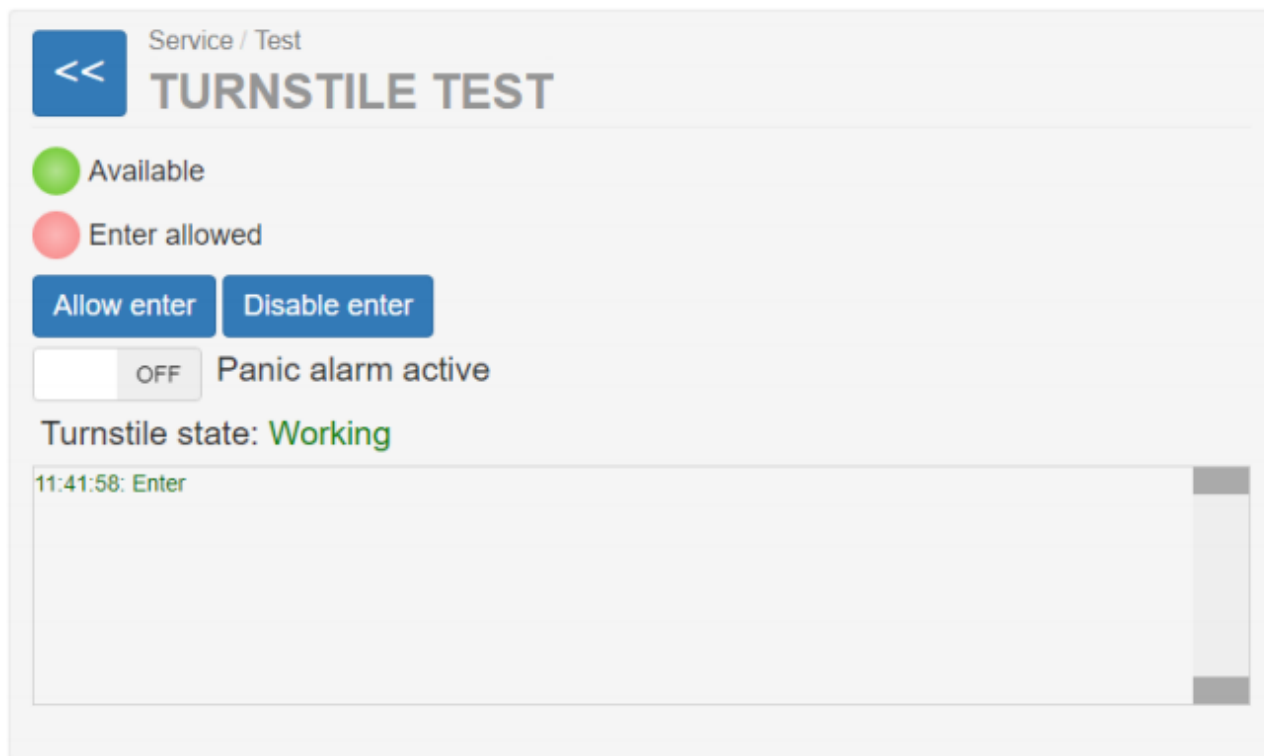 <<
Service / Test
TURNSTILE TEST
Available
Enter allowed
Allow enter Disable enter
OFF Panic alarm active
Turnstile state: Working
11:41:58: Enter